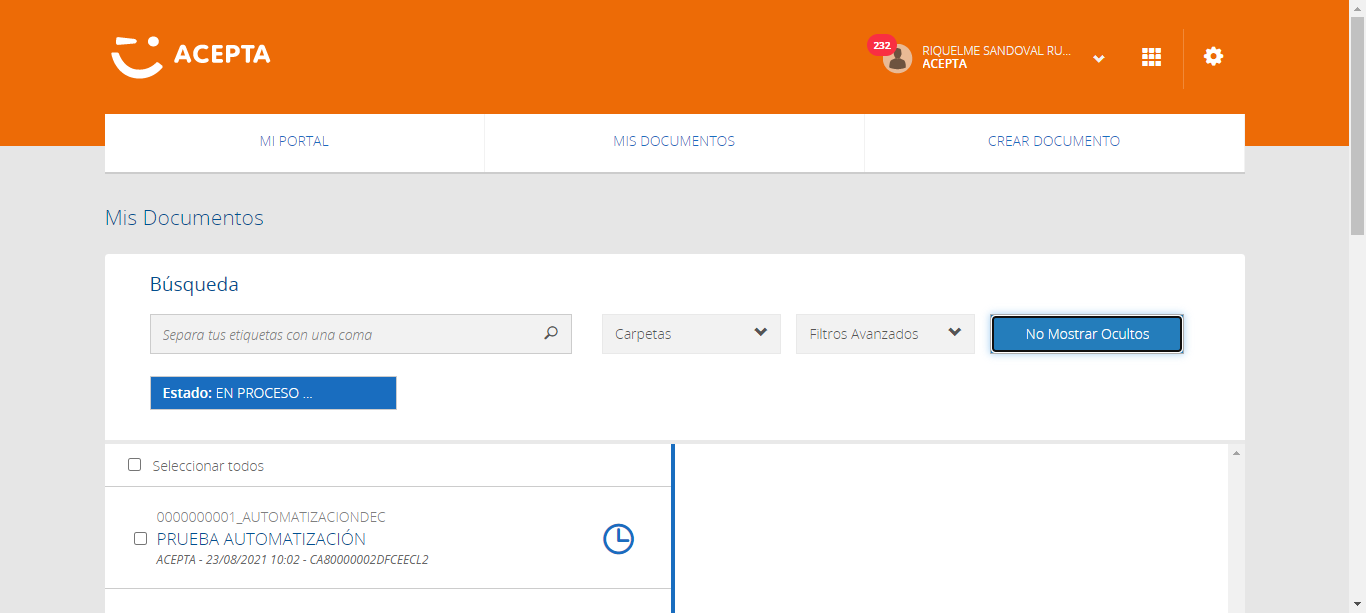 ACEPTA
232
RIQUELME SANDOVAL RU...
ACEPTA
MI PORTAL
MIS DOCUMENTOS
CREAR DOCUMENTO
Mis Documentos
Búsqueda
Separa tus etiquetas con una coma
Carpetas
Filtros Avanzados
No Mostrar Ocultos
Estado: EN PROCESO ...
Seleccionar todos
0000000001_AUTOMATIZACIONDEC
PRUEBA AUTOMATIZACIÓN
ACEPTA - 23/08/2021 10:02 - CA80000002DFCEECL2